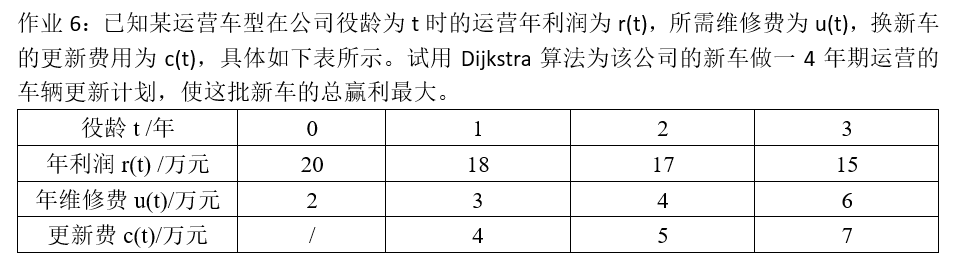 作业 6：已知某运营车型在公司役龄为 t 时的运营年利润为 r(t)，所需维修费为 u(t)，换新车
的更新费用为 c(t)，具体如下表所示。试用 Dijkstra 算法为该公司的新车做一 4 年期运营的
车辆更新计划，使这批新车的总赢利最大。
役龄 t /年 0 1 2 3
年利润 r(t) /万元 20 18 17 15
年维修费 u(t)/万元 2 3 4 6
更新费 c(t)/万元 / 4 5 7